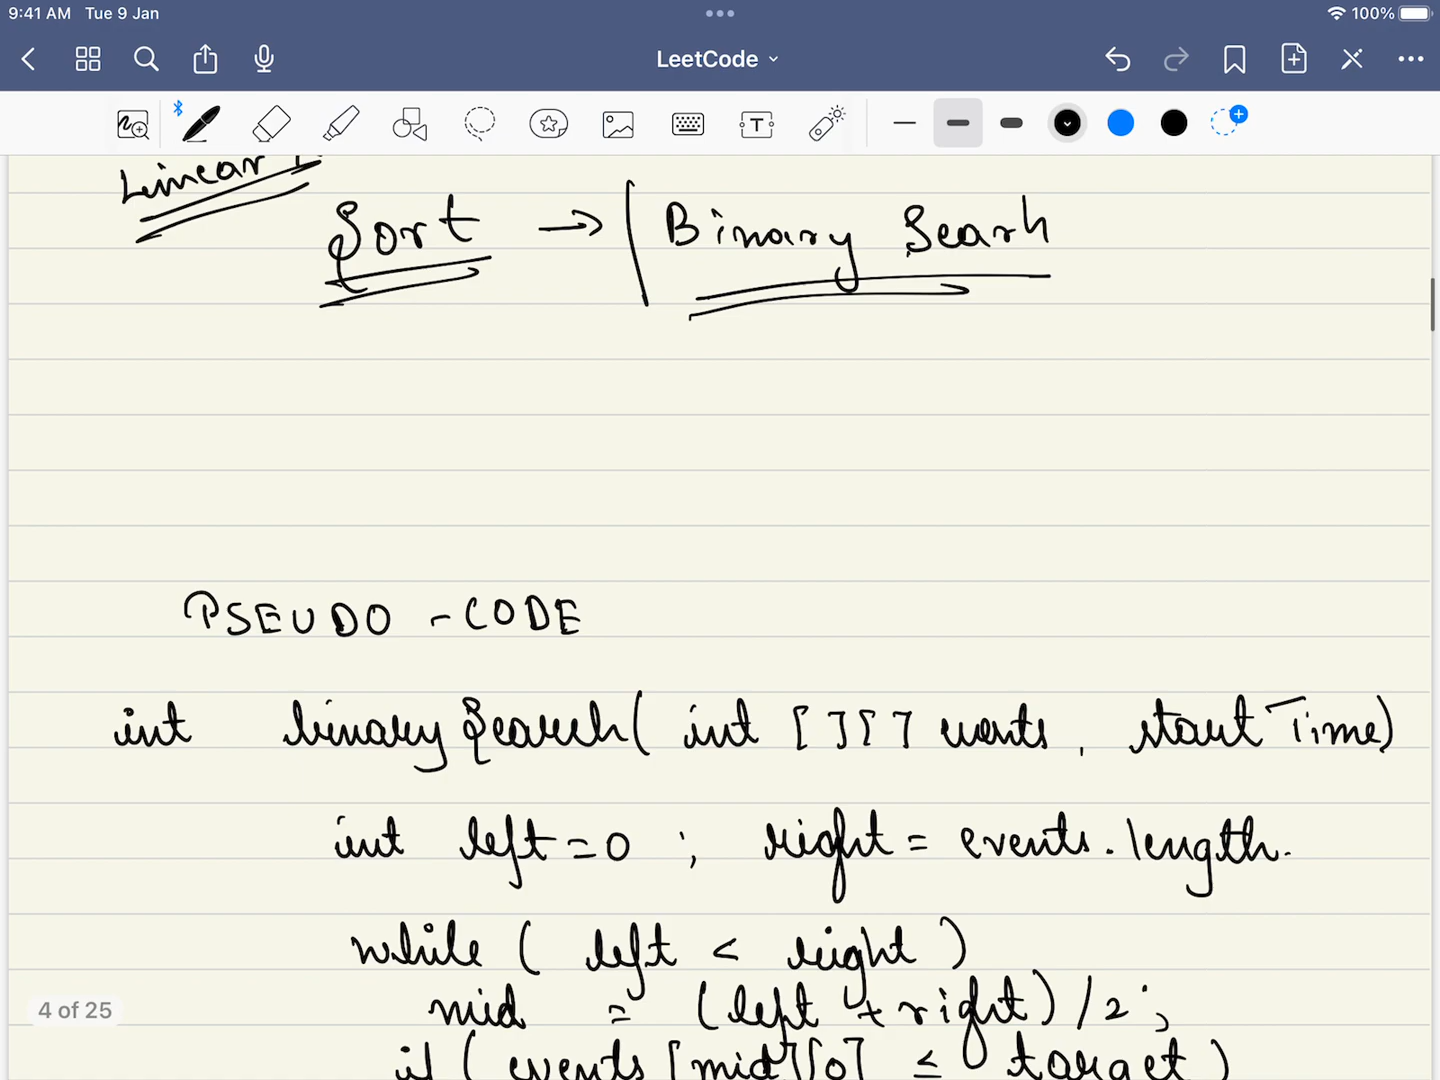 9:41 AM Tue 9 Jan 100%
LeetCode
T
Linear
Sort → Binary Searh
PSEUDO - CODE
int binarySearch( int [ ] [ ] events, startTime)
int left = 0 ; right = events.length.
while ( left < right )
mid = (left + right) / 2 ;
if ( events [mid][0] ≤ target )
4 of 25